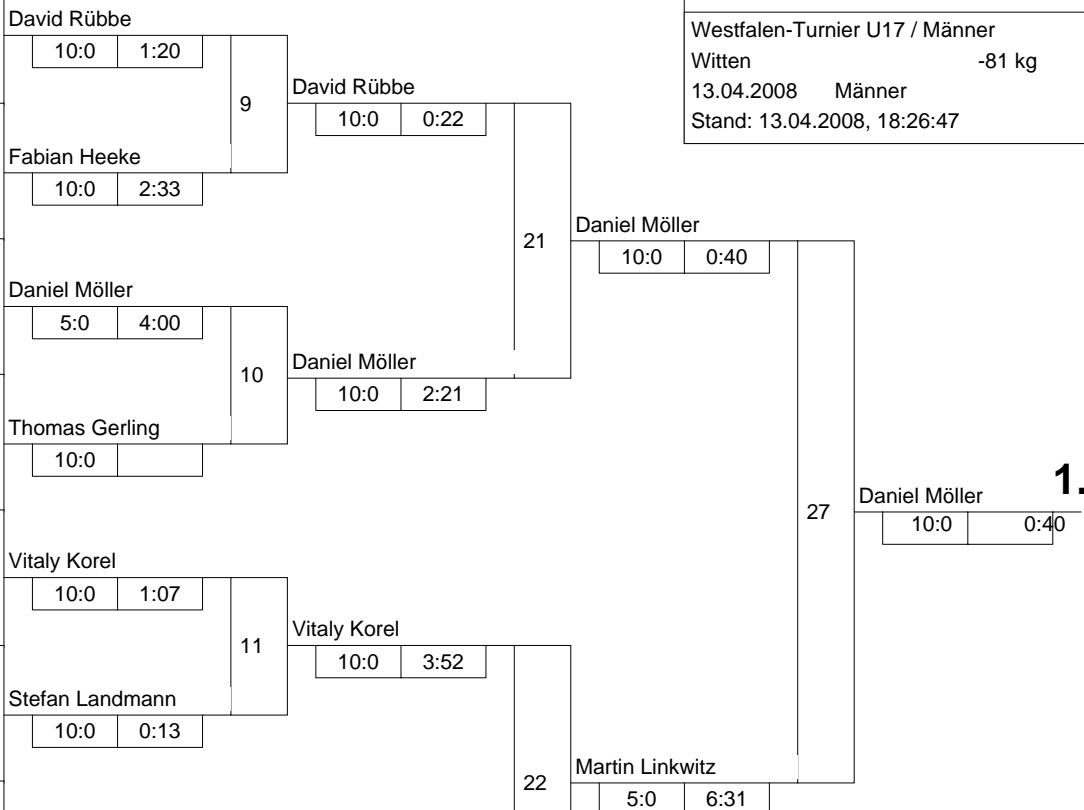 David Rübbe
10:0 1:20
Westfalen-Turnier U17 / Männer
Witten -81 kg
13.04.2008 Männer
Stand: 13.04.2008, 18:26:47
9
David Rübbe
10:0 0:22
Fabian Heeke
10:0 2:33
21
Daniel Möller
10:0 0:40
Daniel Möller
5:0 4:00
10
Daniel Möller
10:0 2:21
Thomas Gerling
10:0
27
Daniel Möller 1.
10:0 0:40
Vitaly Korel
10:0 1:07
11
Vitaly Korel
10:0 3:52
Stefan Landmann
10:0 0:13
22
Martin Linkwitz
5:0 6:31